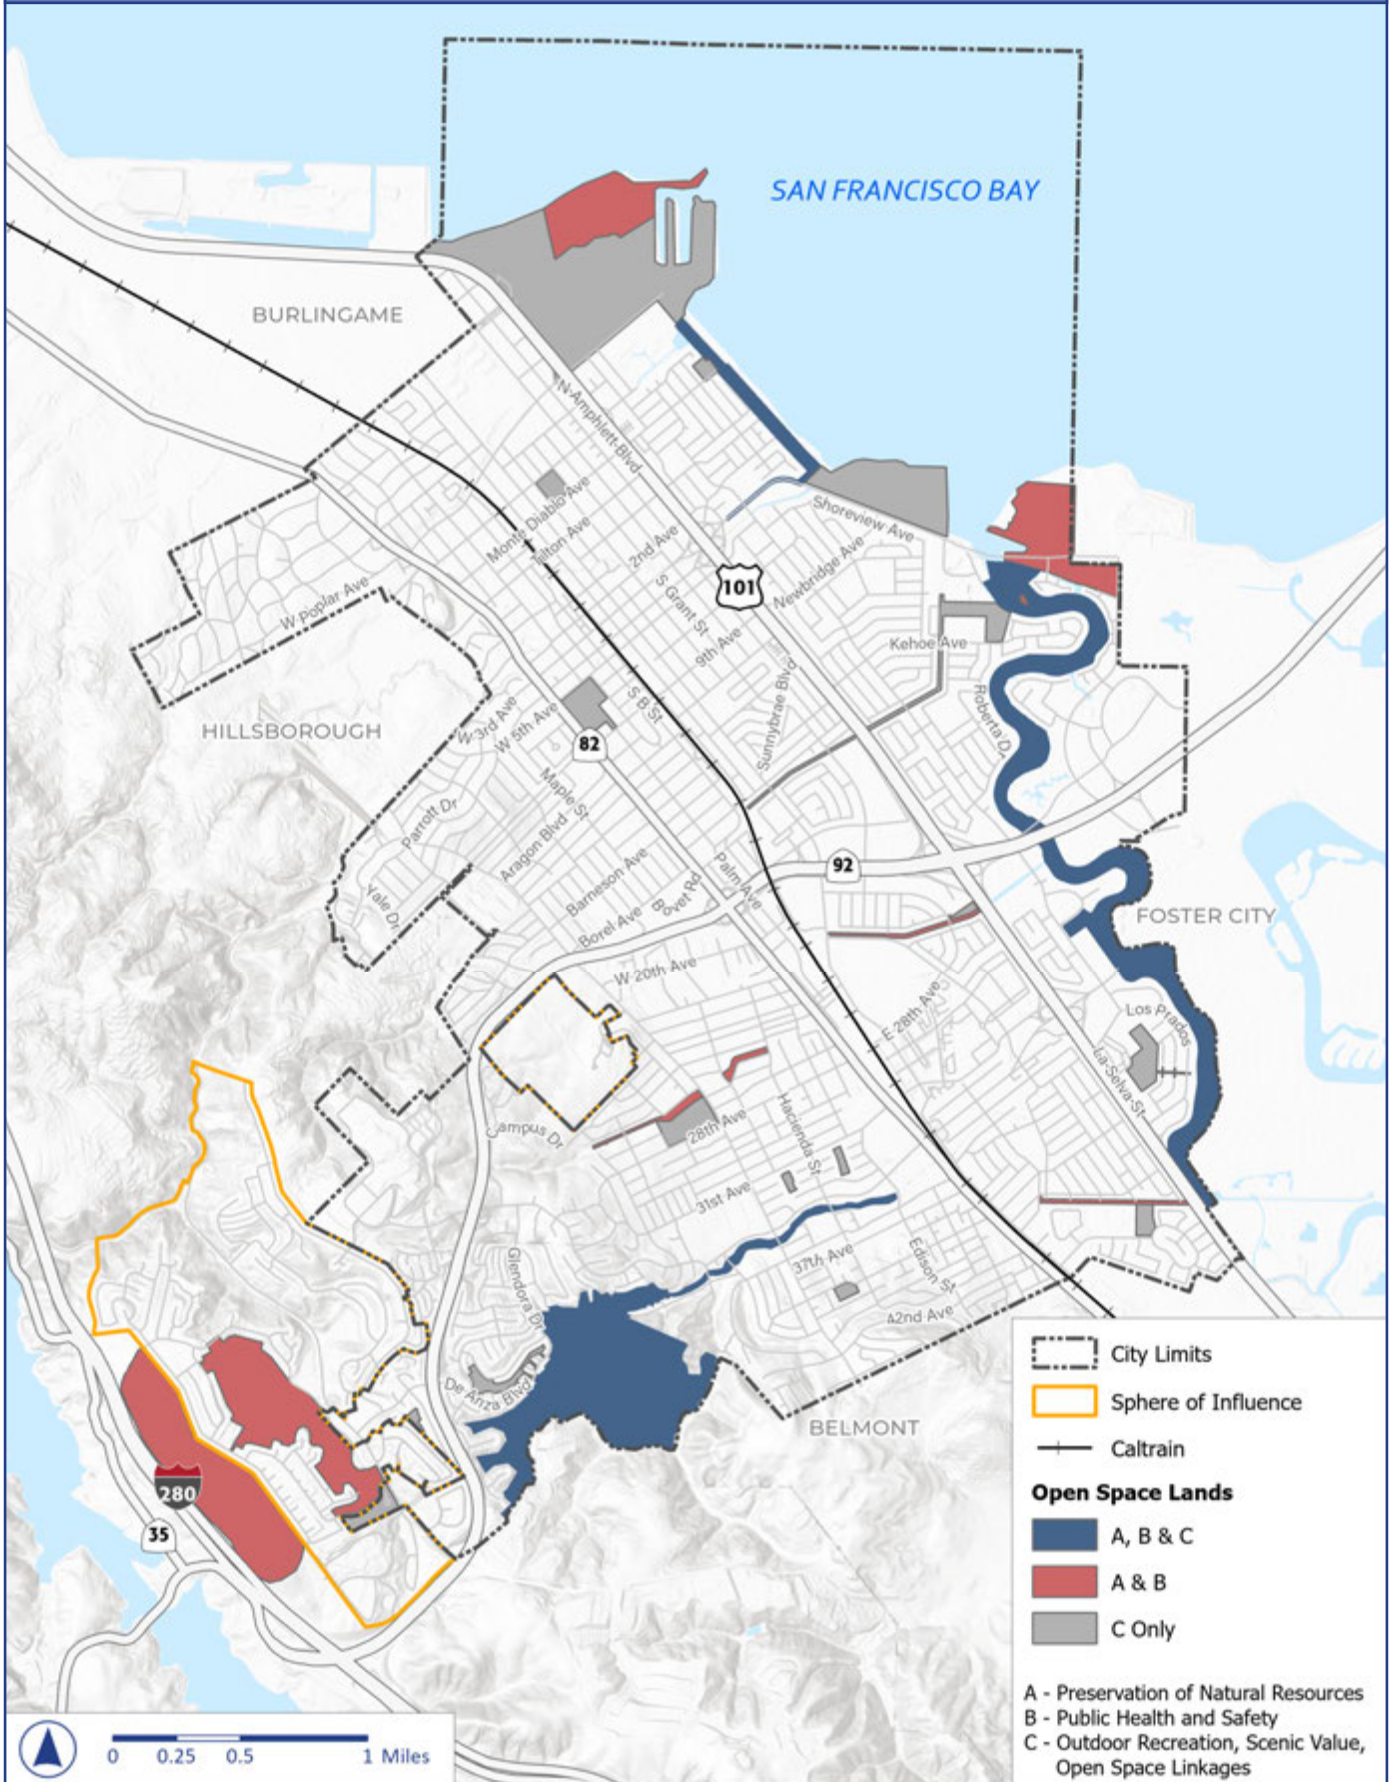 SAN FRANCISCO BAY
BURLINGAME
N Amphlett Blvd
Monte Diablo Ave
Tilton Ave
2nd Ave
Shoreview Ave
101
Newbridge Ave
S Grant St
9th Ave
W Poplar Ave
Kehoe Ave
Sunnybrae Blvd
Roberta Dr
S B St
W 3rd Ave
W 5th Ave
HILLSBOROUGH
82
Maple St
Parrott Dr
Aragon Blvd
Barneson Ave
Palm Ave
92
Bovet Rd
Yale Dr
Borel Ave
FOSTER CITY
W 20th Ave
E 28th Ave
Los Prados
La Selva St
Campus Dr
28th Ave
Hacienda St
31st Ave
37th Ave
Edison St
Glendora Dr
42nd Ave
De Anza Blvd
BELMONT
280
35
City Limits
Sphere of Influence
Caltrain
Open Space Lands
A, B & C
A & B
C Only
A - Preservation of Natural Resources
B - Public Health and Safety
C - Outdoor Recreation, Scenic Value,
Open Space Linkages
0 0.25 0.5 1 Miles